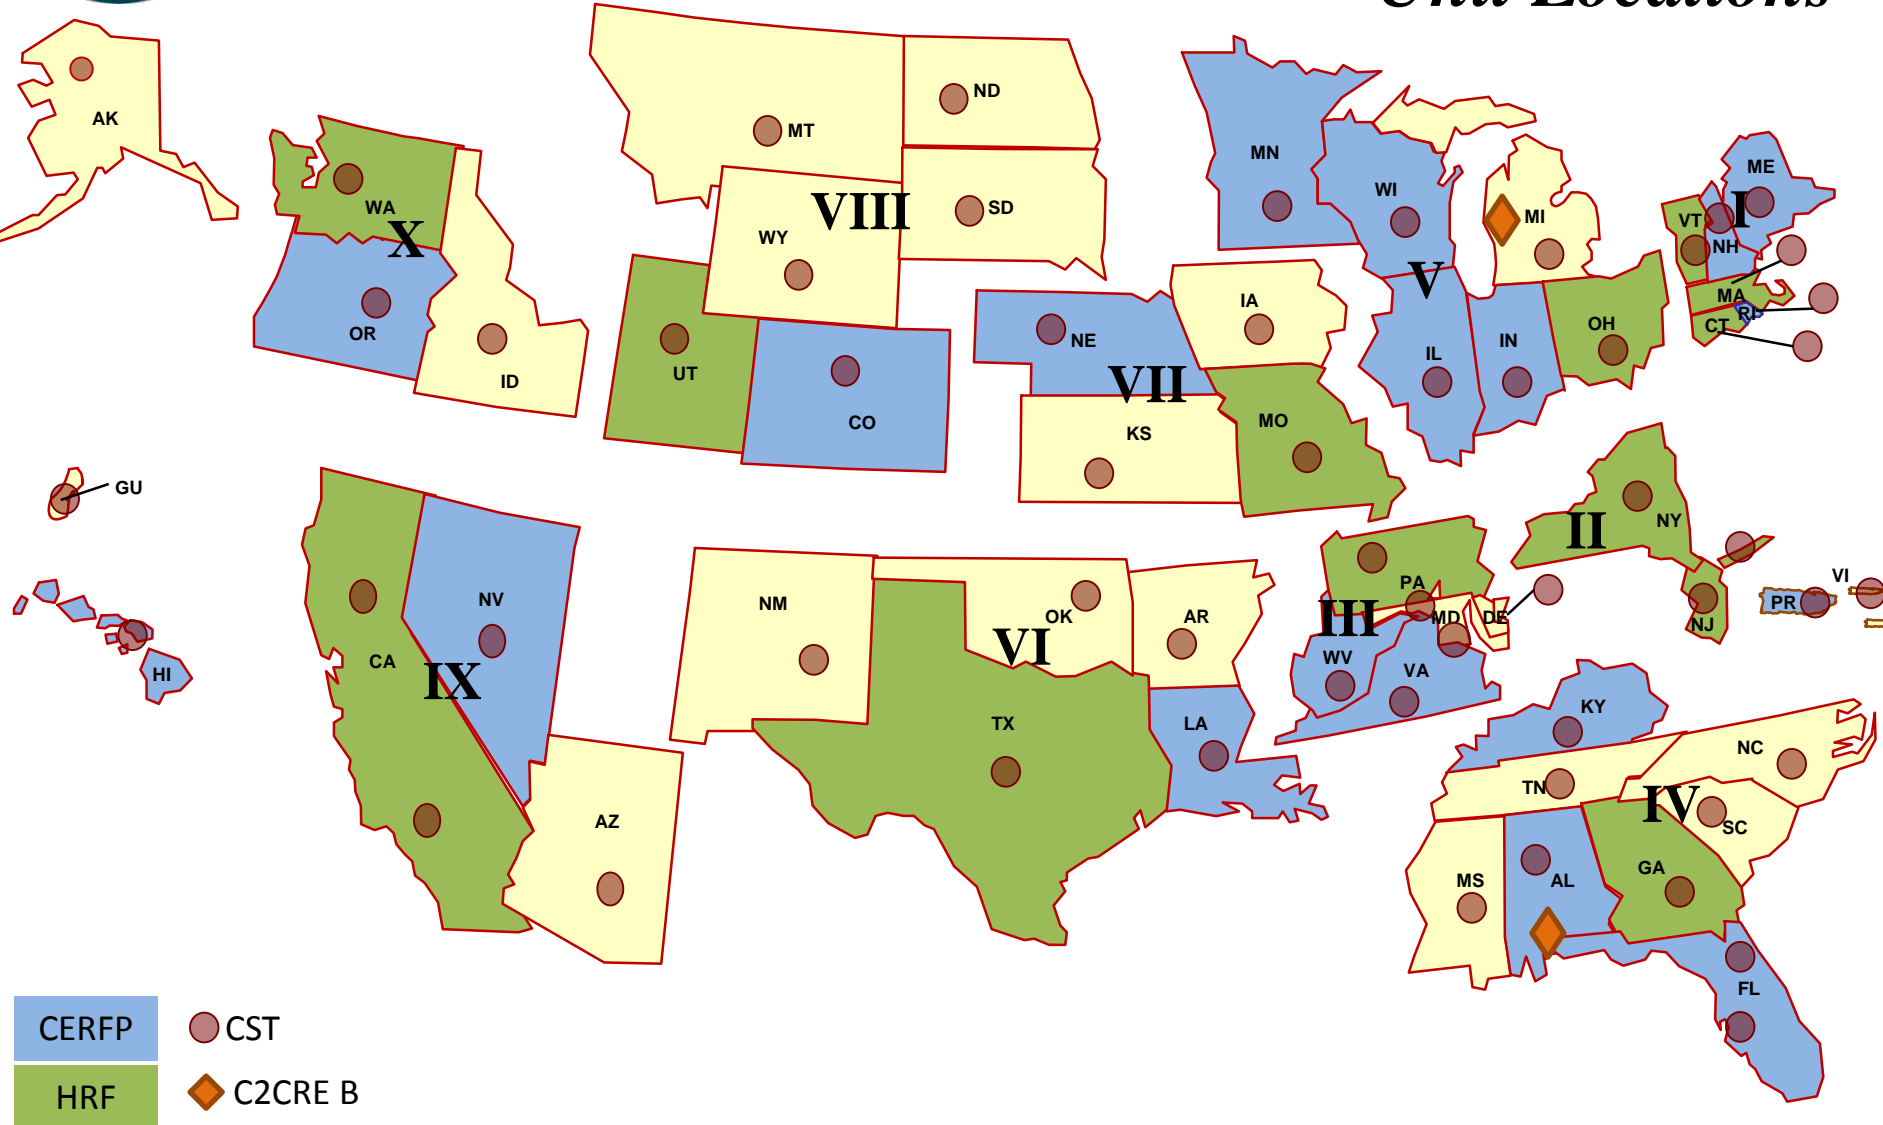 Unit Locations
AK
WA
X
OR
ID
MT
ND
SD
WY
VIII
UT
CO
NE
IA
VII
KS
MO
MN
WI
MI
V
IL
IN
OH
ME
I
VT
NH
MA
RI
CT
GU
HI
CA
NV
IX
AZ
NM
OK
AR
VI
TX
LA
PA
III
MD
DE
WV
VA
II
NY
NJ
PR
VI
KY
NC
TN
IV
SC
MS
AL
GA
FL
CERFP
CST
HRF
C2CRE B